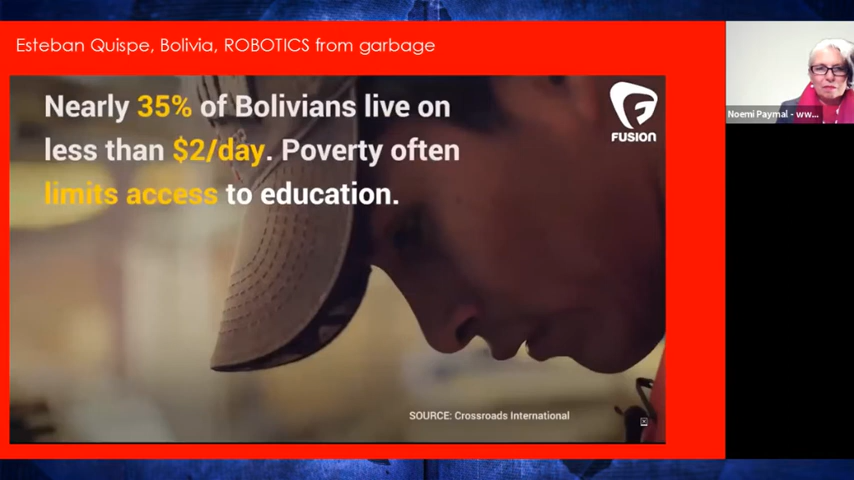 Esteban Quispe, Bolivia, ROBOTICS from garbage
Nearly 35% of Bolivians live on
less than $2/day. Poverty often
limits access to education.
FUSION
Noemi Paymal - ww...
SOURCE: Crossroads International